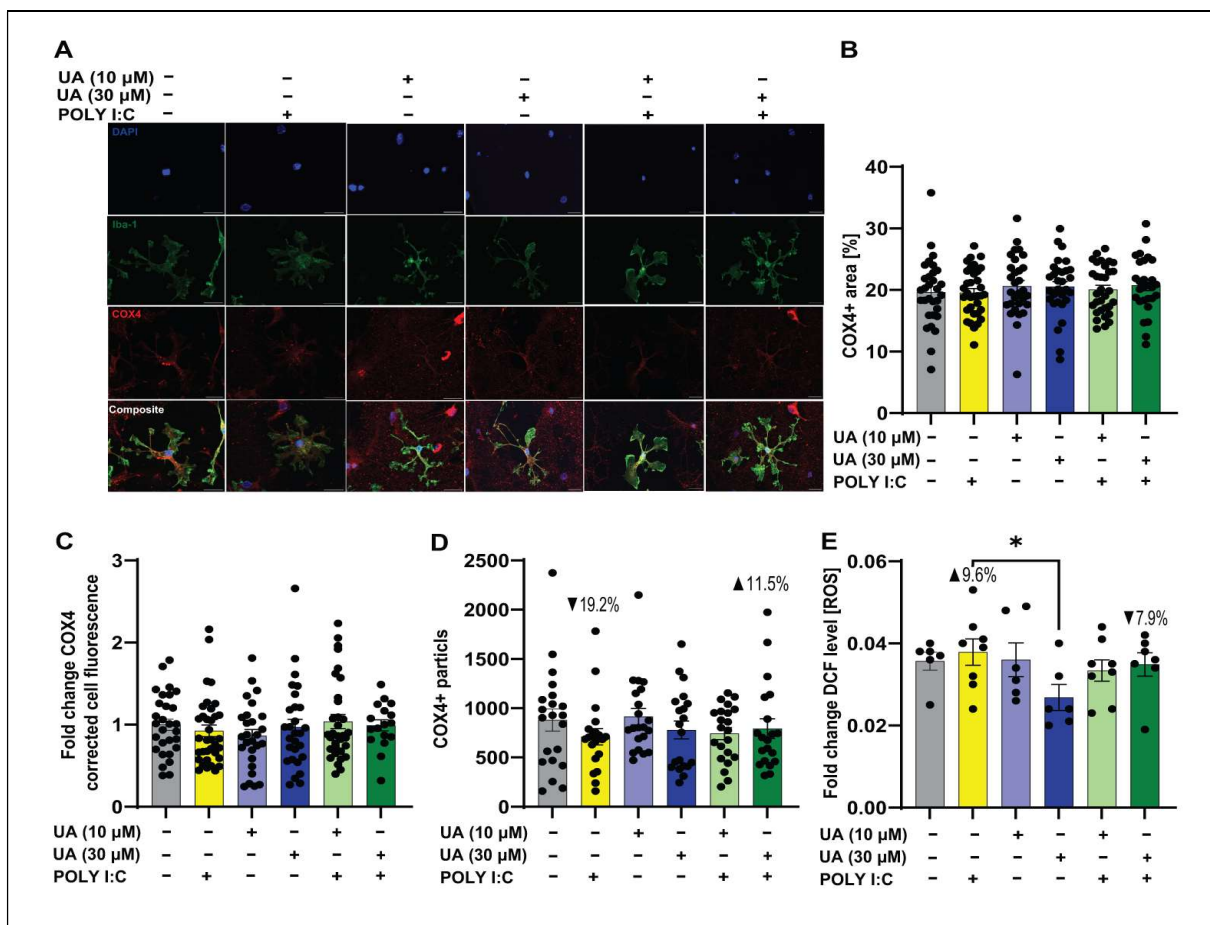 A
UA (10 µM) – – + – + –
UA (30 µM) – – – + – +
POLY I:C – + – – + +
DAPI
Iba-1
COX4
Composite
B
COX4+ area [%]
40
30
20
10
0
UA (10 µM) – – + – + –
UA (30 µM) – – – + – +
POLY I:C – + – – + +
C
Fold change COX4
corrected cell fluorescence
3
2
1
0
UA (10 µM) – – + – + –
UA (30 µM) – – – + – +
POLY I:C – + – – + +
D
COX4+ particls
2500
2000
1500
1000
500
0
▼19.2%
▲11.5%
UA (10 µM) – – + – + –
UA (30 µM) – – – + – +
POLY I:C – + – – + +
E
Fold change DCF level [ROS]
0.06
0.04
0.02
0.00
▲9.6%
*
▼7.9%
UA (10 µM) – – + – + –
UA (30 µM) – – – + – +
POLY I:C – + – – + +